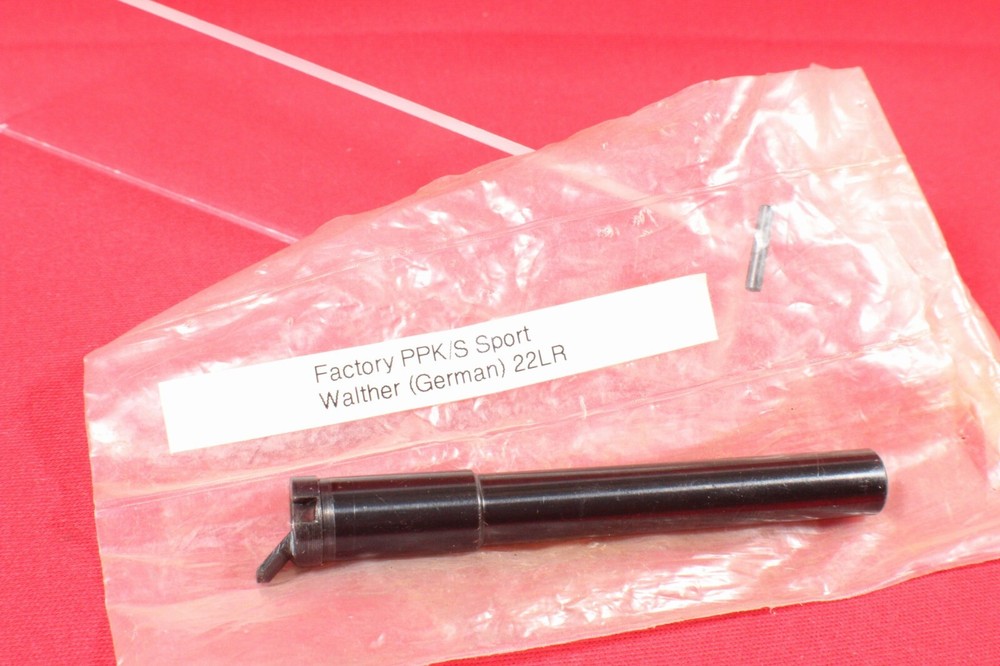 Factory PPK/S Sport
Walther (German) 22LR